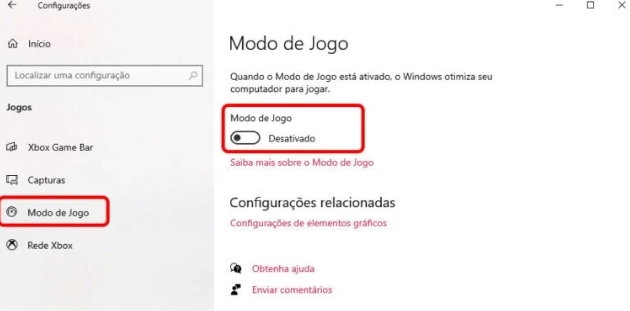 Configurações
Início
Localizar uma configuração
Jogos
Xbox Game Bar
Capturas
Modo de Jogo
Rede Xbox
Modo de Jogo
Quando o Modo de Jogo está ativado, o Windows otimiza seu
computador para jogar.
Modo de Jogo
Desativado
Saiba mais sobre o Modo de Jogo
Configurações relacionadas
Configurações de elementos gráficos
Obtenha ajuda
Enviar comentários